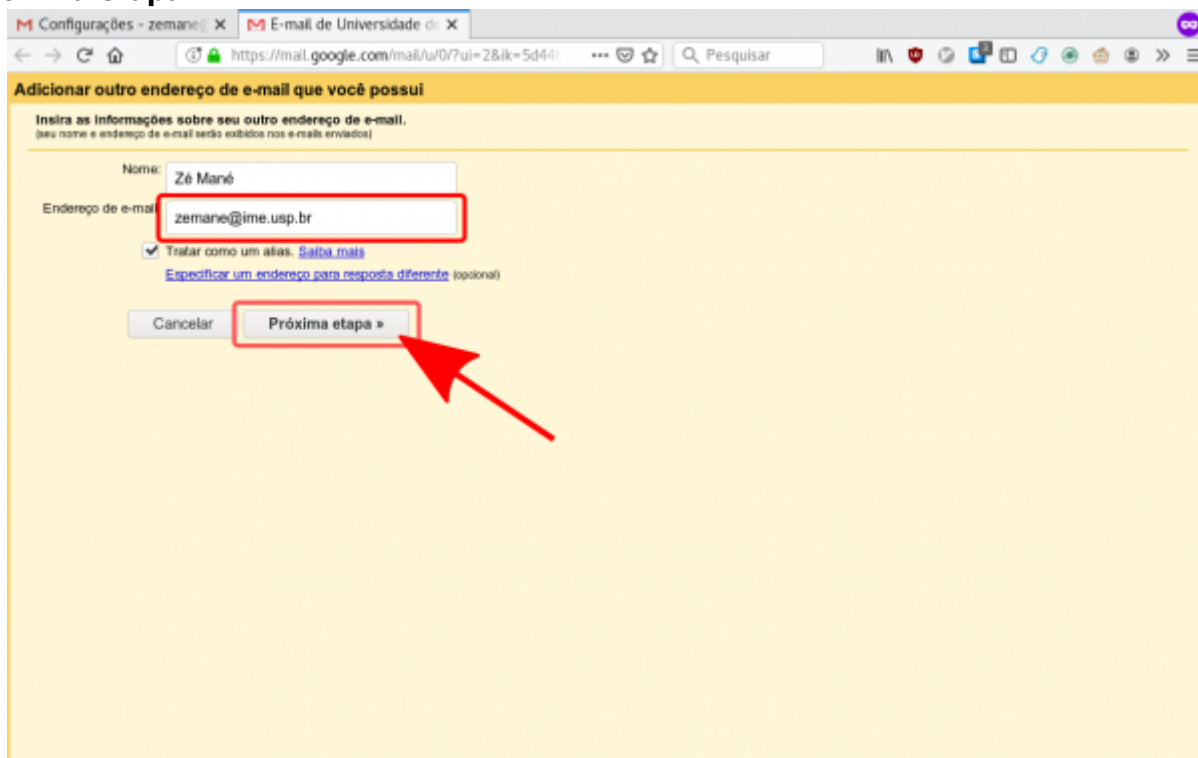 Configurações - zemane@
E-mail de Universidade de
https://mail.google.com/mail/u/0/?ui=2&ik=5d44
Pesquisar
Adicionar outro endereço de e-mail que você possui
Insira as informações sobre seu outro endereço de e-mail.
(seu nome e endereço de e-mail serão exibidos nos e-mails enviados)
Nome:
Zé Mané
Endereço de e-mail
zemane@ime.usp.br
Tratar como um alias. Saiba mais
Especificar um endereço para resposta diferente (opcional)
Cancelar
Próxima etapa »